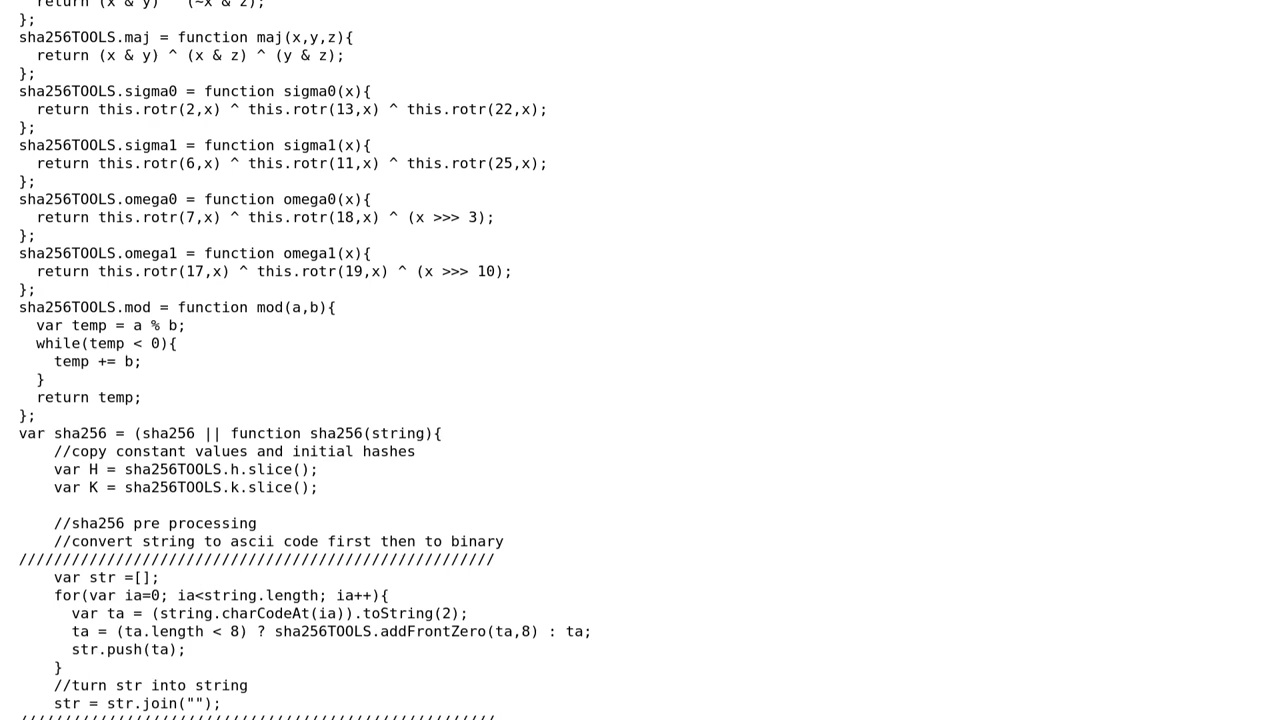 return (x & y) ^ (~x & z);
};
sha256TOOLS.maj = function maj(x,y,z){
  return (x & y) ^ (x & z) ^ (y & z);
};
sha256TOOLS.sigma0 = function sigma0(x){
  return this.rotr(2,x) ^ this.rotr(13,x) ^ this.rotr(22,x);
};
sha256TOOLS.sigma1 = function sigma1(x){
  return this.rotr(6,x) ^ this.rotr(11,x) ^ this.rotr(25,x);
};
sha256TOOLS.omega0 = function omega0(x){
  return this.rotr(7,x) ^ this.rotr(18,x) ^ (x >>> 3);
};
sha256TOOLS.omega1 = function omega1(x){
  return this.rotr(17,x) ^ this.rotr(19,x) ^ (x >>> 10);
};
sha256TOOLS.mod = function mod(a,b){
  var temp = a % b;
  while(temp < 0){
    temp += b;
  }
  return temp;
};
var sha256 = (sha256 || function sha256(string){
    //copy constant values and initial hashes
    var H = sha256TOOLS.h.slice();
    var K = sha256TOOLS.k.slice();

    //sha256 pre processing
    //convert string to ascii code first then to binary
//////////////////////////////////////////////////////
    var str =[];
    for(var ia=0; ia<string.length; ia++){
      var ta = (string.charCodeAt(ia)).toString(2);
      ta = (ta.length < 8) ? sha256TOOLS.addFrontZero(ta,8) : ta;
      str.push(ta);
    }
    //turn str into string
    str = str.join("");
//////////////////////////////////////////////////////